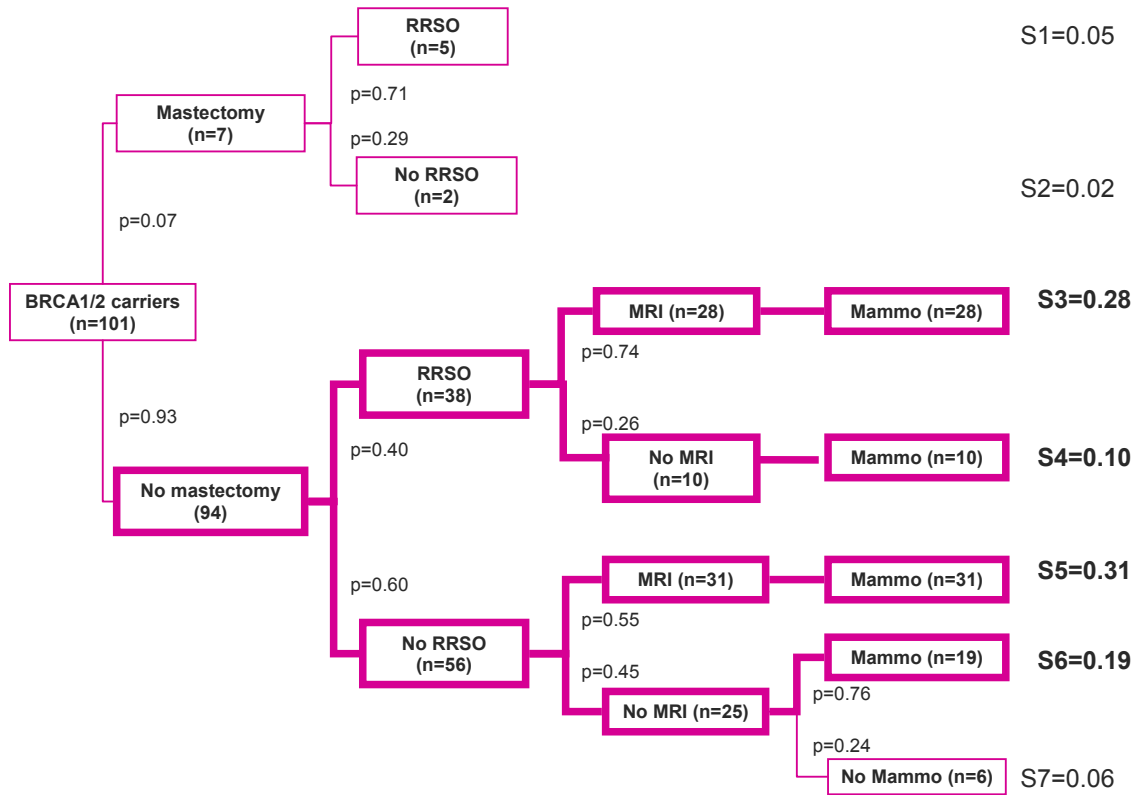 RRSO
(n=5)
S1=0.05
p=0.71
Mastectomy
(n=7)
p=0.29
No RRSO
(n=2)
S2=0.02
p=0.07
BRCA1/2 carriers
(n=101)
MRI (n=28)
Mammo (n=28)
S3=0.28
p=0.74
RRSO
(n=38)
p=0.93
p=0.26
p=0.40
No MRI
(n=10)
Mammo (n=10)
S4=0.10
No mastectomy
(94)
p=0.60
MRI (n=31)
Mammo (n=31)
S5=0.31
p=0.55
No RRSO
(n=56)
p=0.45
Mammo (n=19)
S6=0.19
p=0.76
No MRI (n=25)
p=0.24
No Mammo (n=6)
S7=0.06